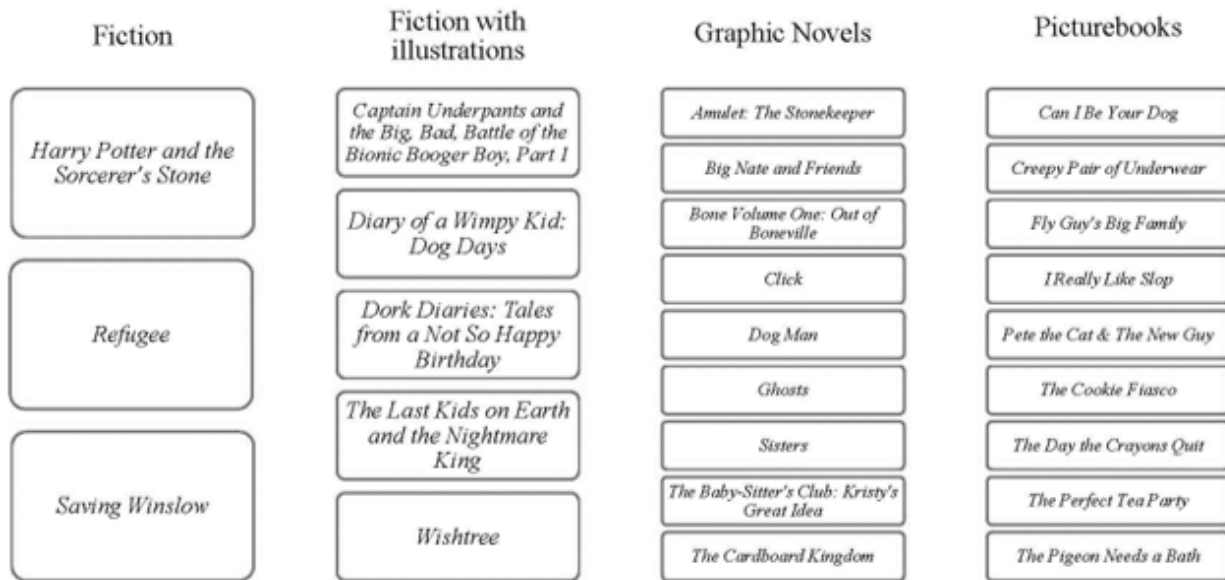 Fiction
Harry Potter and the
Sorcerer's Stone
Refugee
Saving Winslow
Fiction with
illustrations
Captain Underpants and
the Big, Bad, Battle of the
Bionic Booger Boy, Part 1
Diary of a Wimpy Kid:
Dog Days
Dork Diaries: Tales
from a Not So Happy
Birthday
The Last Kids on Earth
and the Nightmare
King
Wishtree
Graphic Novels
Amulet: The Stonekeeper
Big Nate and Friends
Bone Volume One: Out of
Boneville
Click
Dog Man
Ghosts
Sisters
The Baby-Sitter's Club: Kristy's
Great Idea
The Cardboard Kingdom
Picturebooks
Can I Be Your Dog
Creepy Pair of Underwear
Fly Guy's Big Family
I Really Like Slop
Pete the Cat & The New Guy
The Cookie Fiasco
The Day the Crayons Quit
The Perfect Tea Party
The Pigeon Needs a Bath